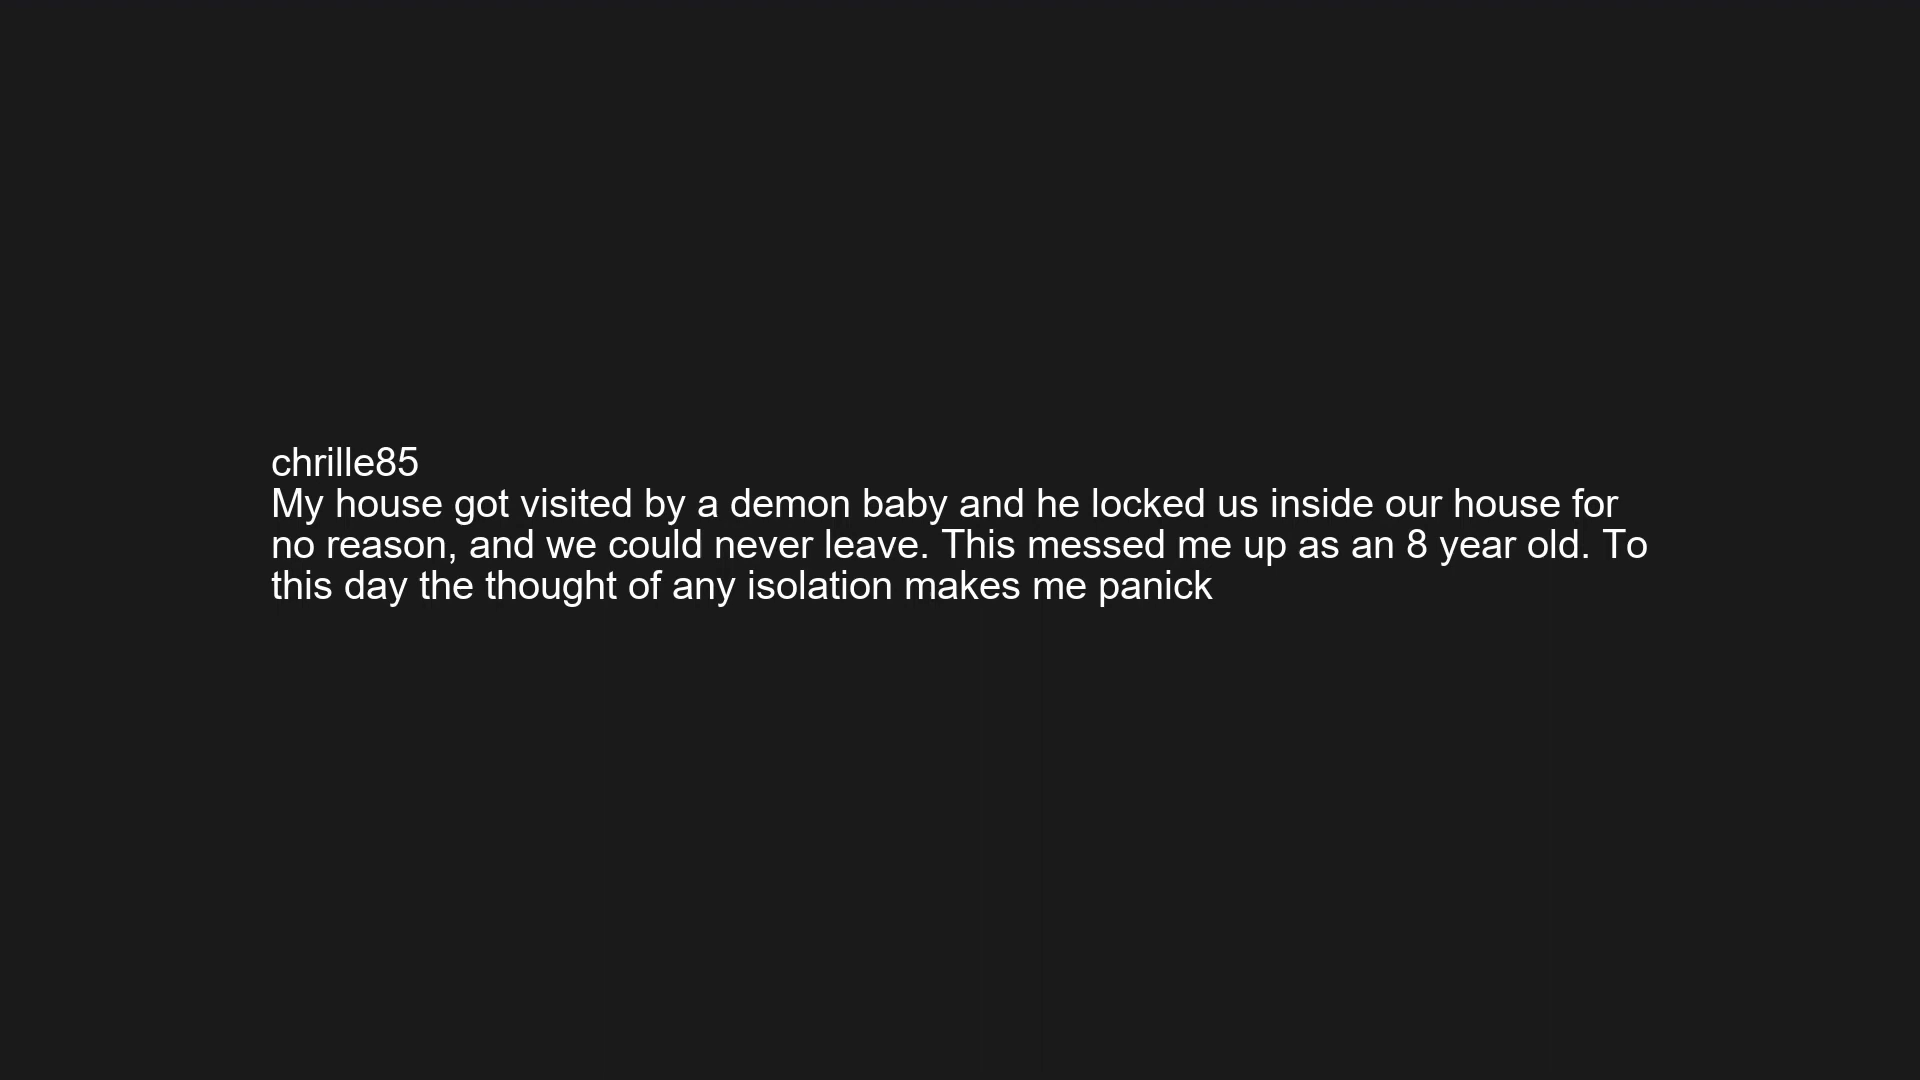 chrille85
My house got visited by a demon baby and he locked us inside our house for
no reason, and we could never leave. This messed me up as an 8 year old. To
this day the thought of any isolation makes me panick